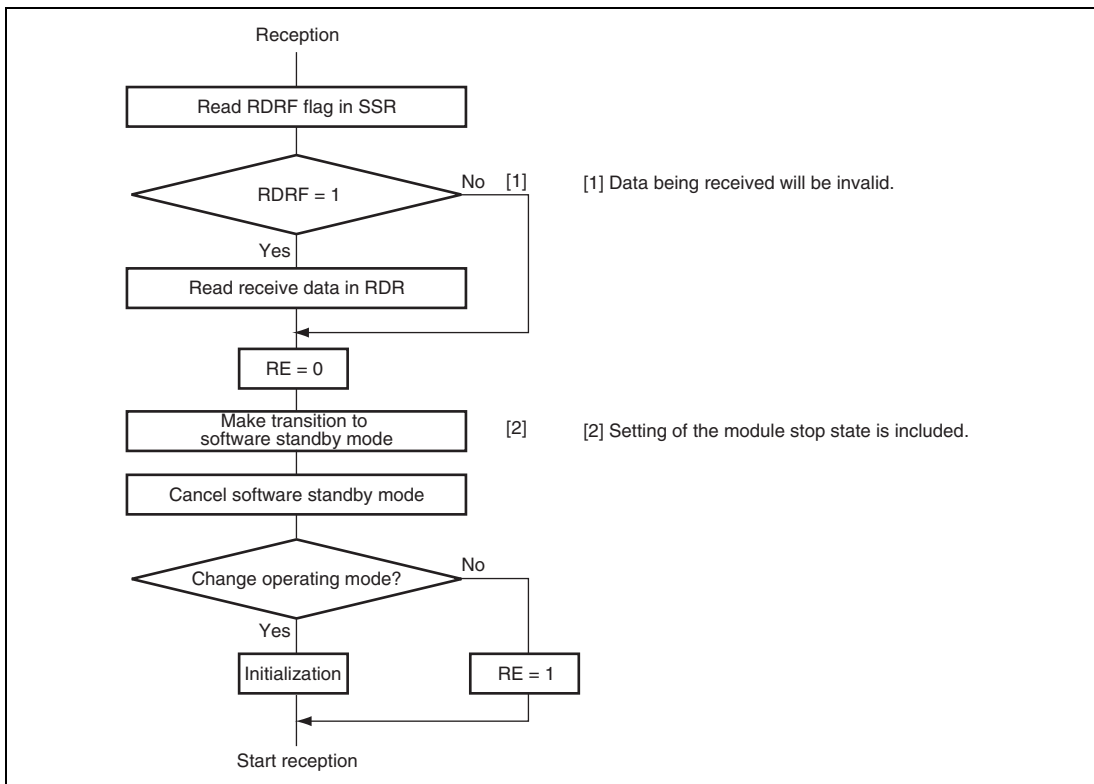 Reception
Read RDRF flag in SSR
RDRF = 1
No [1]
[1] Data being received will be invalid.
Yes
Read receive data in RDR
RE = 0
Make transition to
software standby mode
[2]
[2] Setting of the module stop state is included.
Cancel software standby mode
Change operating mode?
No
Yes
Initialization
RE = 1
Start reception